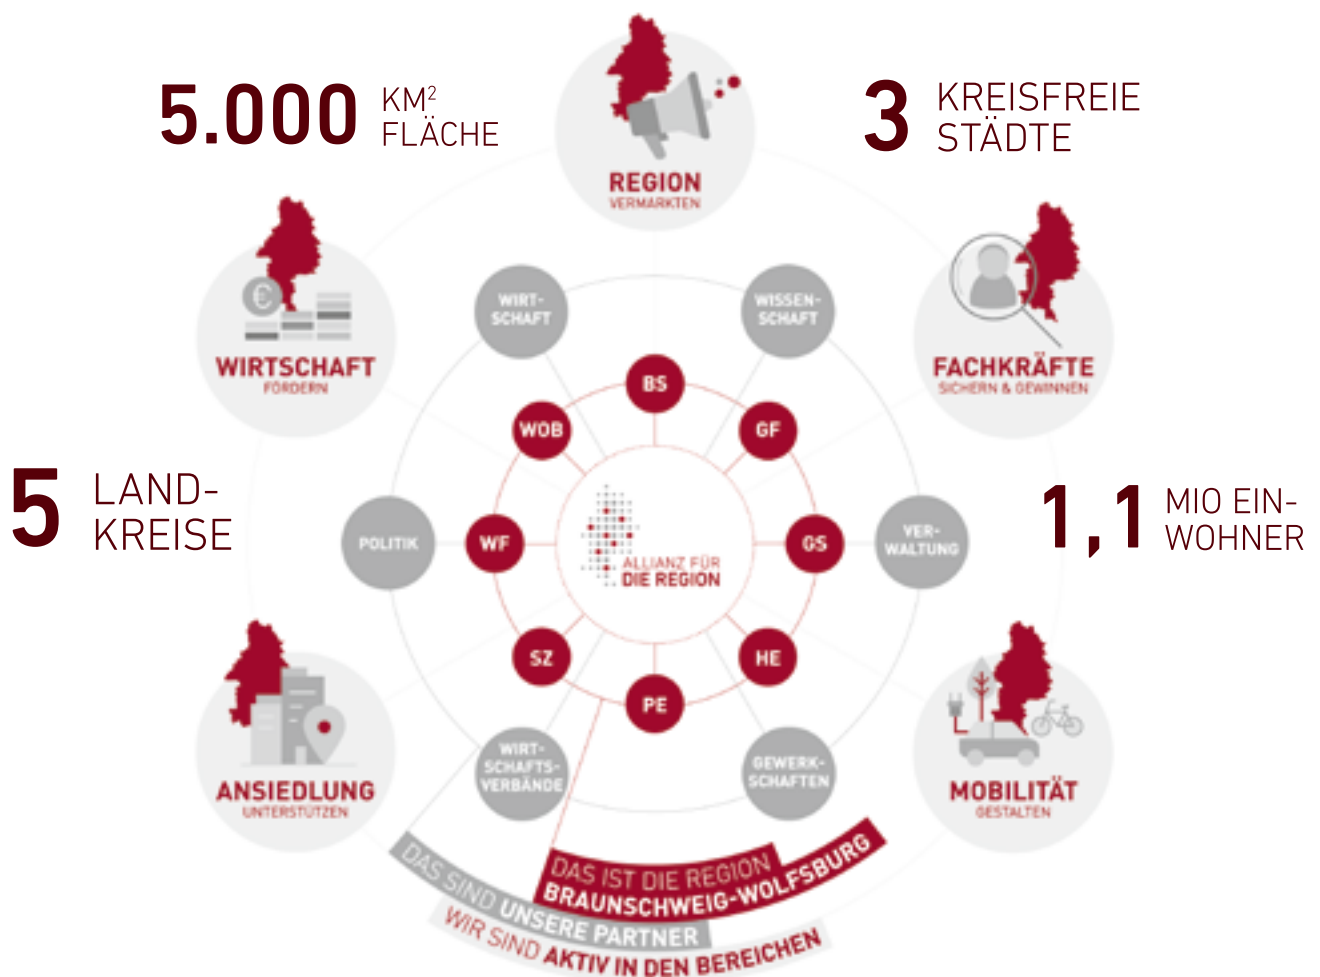 5.000 KM²
FLÄCHE
3 KREISFREIE
STÄDTE
REGION
VERMARKTEN
€
WIRTSCHAFT
FÖRDERN
FACHKRÄFTE
SICHERN & GEWINNEN
WIRT-
SCHAFT
WISSEN-
SCHAFT
BS
WOB
GF
5 LAND-
KREISE
1,1 MIO EIN-
WOHNER
POLITIK
WF
ALLIANZ FÜR
DIE REGION
GS
VER-
WALTUNG
SZ
HE
PE
ANSIEDLUNG
UNTERSTÜTZEN
MOBILITÄT
GESTALTEN
WIRT-
SCHAFTS-
VERBÄNDE
GEWERK-
SCHAFTEN
DAS IST DIE REGION
BRAUNSCHWEIG-WOLFSBURG
DAS SIND UNSERE PARTNER
WIR SIND AKTIV IN DEN BEREICHEN